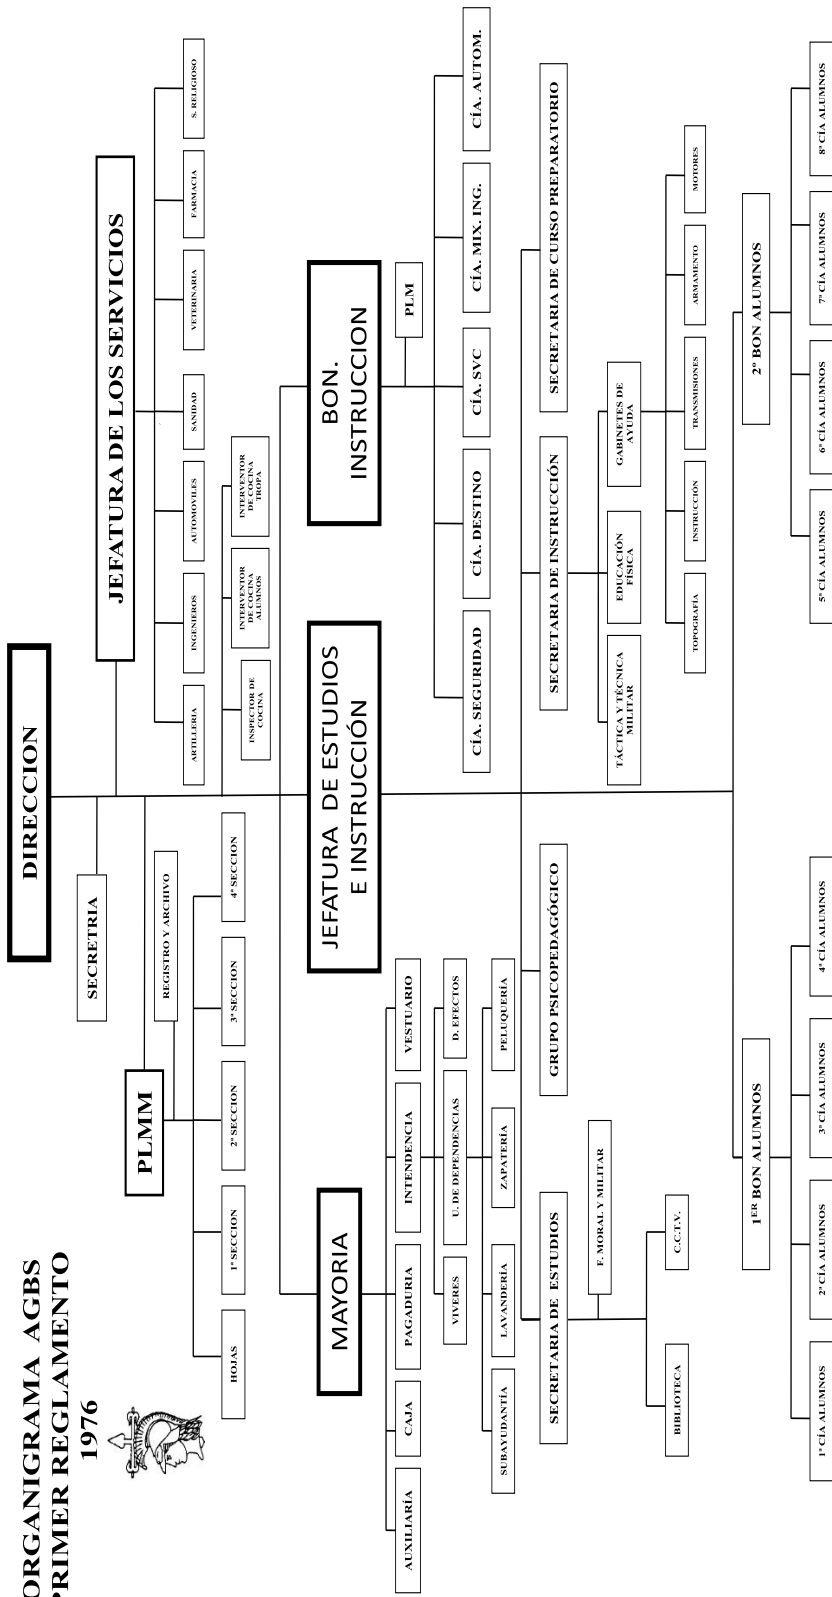 ORGANIGRAMA AGBS
PRIMER REGLAMENTO
1976
DIRECCION
SECRETRIA
JEFATURA DE LOS SERVICIOS
ARTILLERIA
INGENIEROS
AUTOMOVILES
SANIDAD
VETERINARIA
FARMACIA
S. RELIGIOSO
PLMM
REGISTRO Y ARCHIVO
HOJAS
1ª SECCION
2ª SECCION
3ª SECCION
4ª SECCION
INSPECTOR DE
COCINA
INTERVENTOR
DE COCINA
ALUMNOS
INTERVENTOR
DE COCINA
TROPA
MAYORIA
JEFATURA DE ESTUDIOS
E INSTRUCCIÓN
BON.
INSTRUCCION
AUXILIARÍA
CAJA
PAGADURIA
INTENDENCIA
VESTUARIO
PLM
VIVERES
U. DE DEPENDENCIAS
D. EFECTOS
SUBAYUDANTÍA
LAVANDERÍA
ZAPATERÍA
PELUQUERÍA
CÍA. SEGURIDAD
CÍA. DESTINO
CÍA. SVC
CÍA. MIX. ING.
CÍA. AUTOM.
SECRETARIA DE ESTUDIOS
GRUPO PSICOPEDAGÓGICO
SECRETARIA DE INSTRUCCIÓN
SECRETARIA DE CURSO PREPARATORIO
F. MORAL Y MILITAR
TÁCTICA Y TÉCNICA
MILITAR
EDUCACIÓN
FÍSICA
GABINETES DE
AYUDA
BIBLIOTECA
C.C.T.V.
TOPOGRAFÍA
INSTRUCCIÓN
TRANSMISIONES
ARMAMENTO
MOTORES
1ER BON ALUMNOS
2º BON ALUMNOS
1ª CÍA ALUMNOS
2ª CÍA ALUMNOS
3ª CÍA ALUMNOS
4ª CÍA ALUMNOS
5ª CÍA ALUMNOS
6ª CÍA ALUMNOS
7ª CÍA ALUMNOS
8ª CÍA ALUMNOS